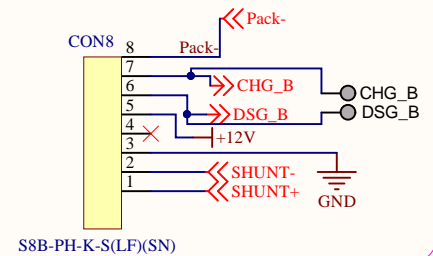 Pack-
CON8
8 Pack-
7
CHG_B CHG_B
6
DSG_B DSG_B
5
+12V
4
3
2 SHUNT-
1 SHUNT+
GND
S8B-PH-K-S(LF)(SN)